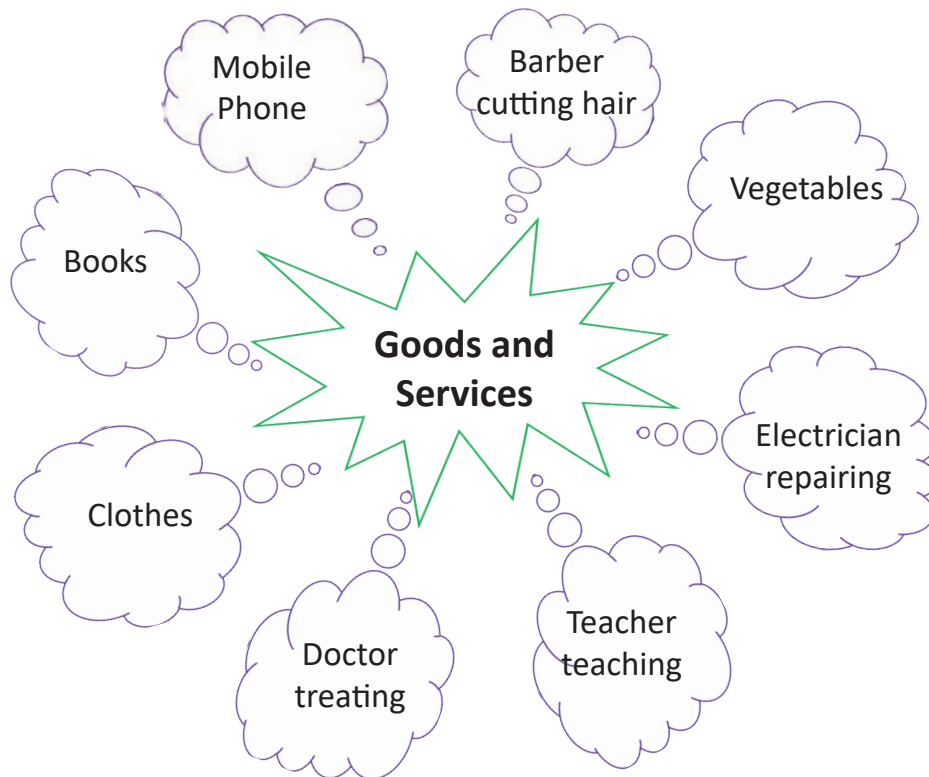 Mobile
Phone
Barber
cutting hair
Vegetables
Books
Goods and
Services
Electrician
repairing
Clothes
Teacher
teaching
Doctor
treating